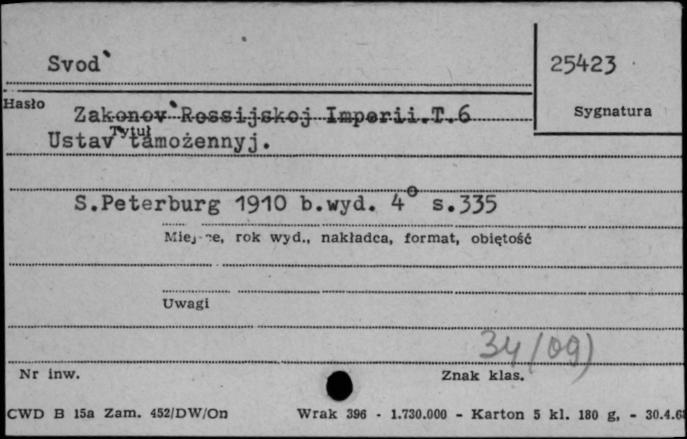 Svod`
25423
Hasło
Zakonov` Rossijskoj Imperii.T.6
Sygnatura
Tytuł
Ustav tamożennyj.
S.Peterburg 1910 b.wyd. 4° s.335
Miejsce, rok wyd., nakładca, format, obiętość
Uwagi
34/09)
Nr inw.
Znak klas.
CWD B 15a Zam. 452/DW/On Wrak 396 - 1.730.000 - Karton 5 kl. 180 g, - 30.4.6